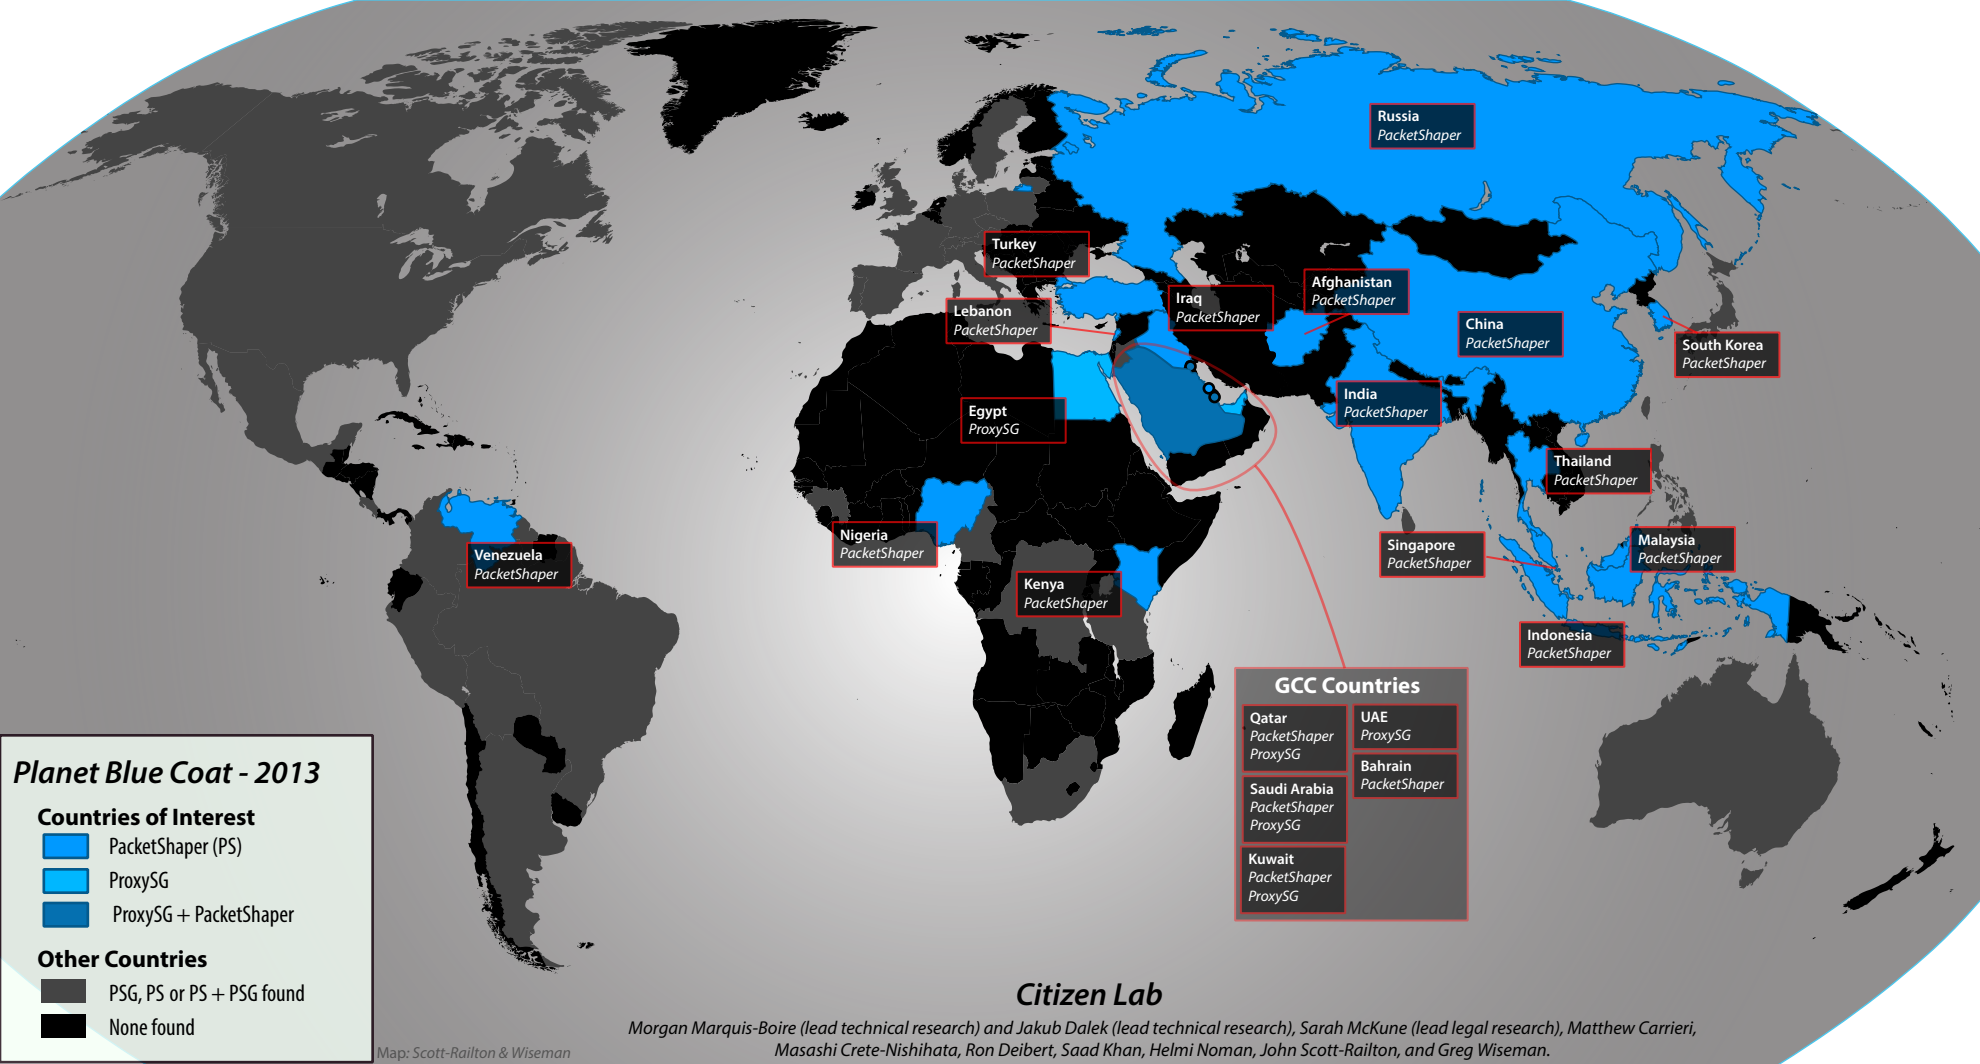 Russia
PacketShaper
Turkey
PacketShaper
Lebanon
PacketShaper
Iraq
PacketShaper
Afghanistan
PacketShaper
China
PacketShaper
South Korea
PacketShaper
Egypt
ProxySG
India
PacketShaper
Thailand
PacketShaper
Nigeria
PacketShaper
Venezuela
PacketShaper
Kenya
PacketShaper
Singapore
PacketShaper
Malaysia
PacketShaper
Indonesia
PacketShaper
GCC Countries
Qatar
PacketShaper
ProxySG
UAE
ProxySG
Bahrain
PacketShaper
Saudi Arabia
PacketShaper
ProxySG
Kuwait
PacketShaper
ProxySG
Planet Blue Coat - 2013
Countries of Interest
PacketShaper (PS)
ProxySG
ProxySG + PacketShaper
Other Countries
PSG, PS or PS + PSG found
None found
Map: Scott-Railton & Wiseman
Citizen Lab
Morgan Marquis-Boire (lead technical research) and Jakub Dalek (lead technical research), Sarah McKune (lead legal research), Matthew Carrieri,
Masashi Crete-Nishihata, Ron Deibert, Saad Khan, Helmi Noman, John Scott-Railton, and Greg Wiseman.